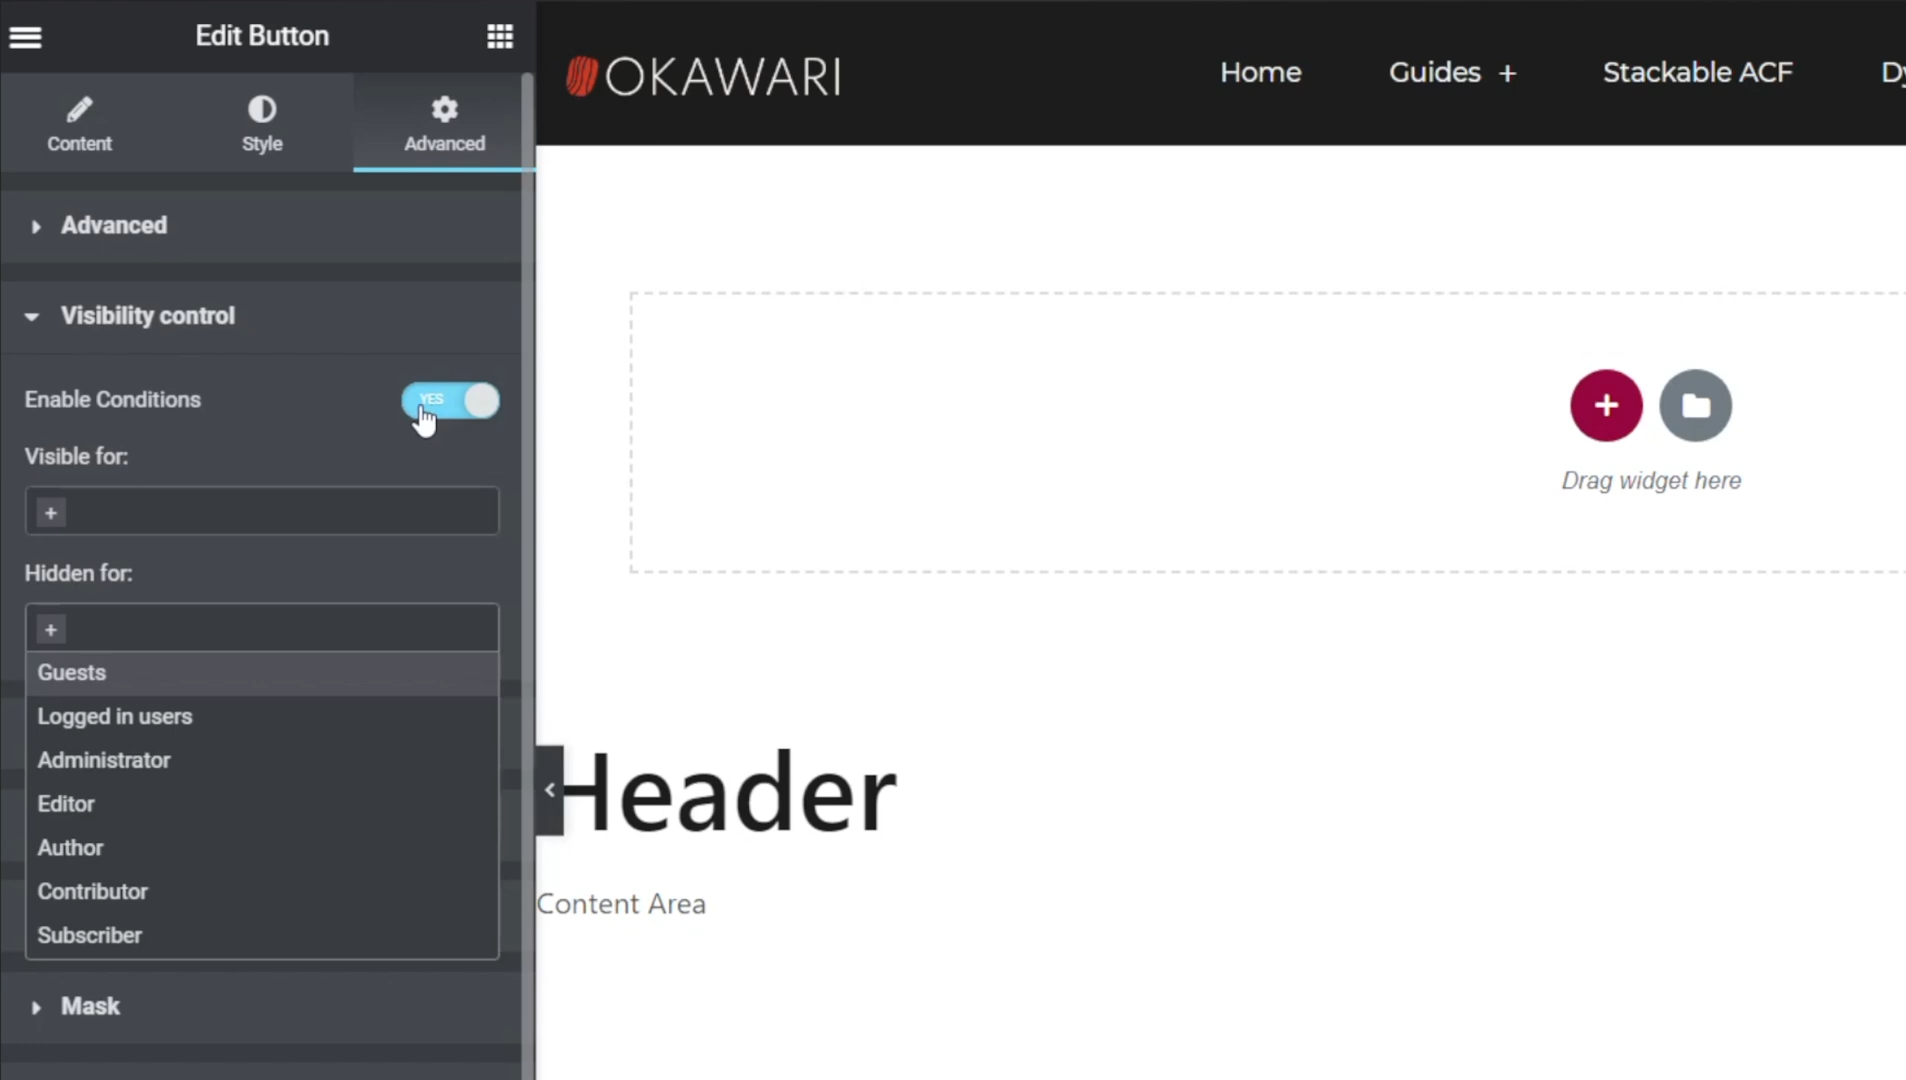 Edit Button
Content
Style
Advanced
Advanced
Visibility control
Enable Conditions
YES
Visible for:
+
Hidden for:
+
Guests
Logged in users
Administrator
Editor
Author
Contributor
Subscriber
Mask
OKAWARI
Home
Guides +
Stackable ACF
Dy
+
Drag widget here
Header
Content Area